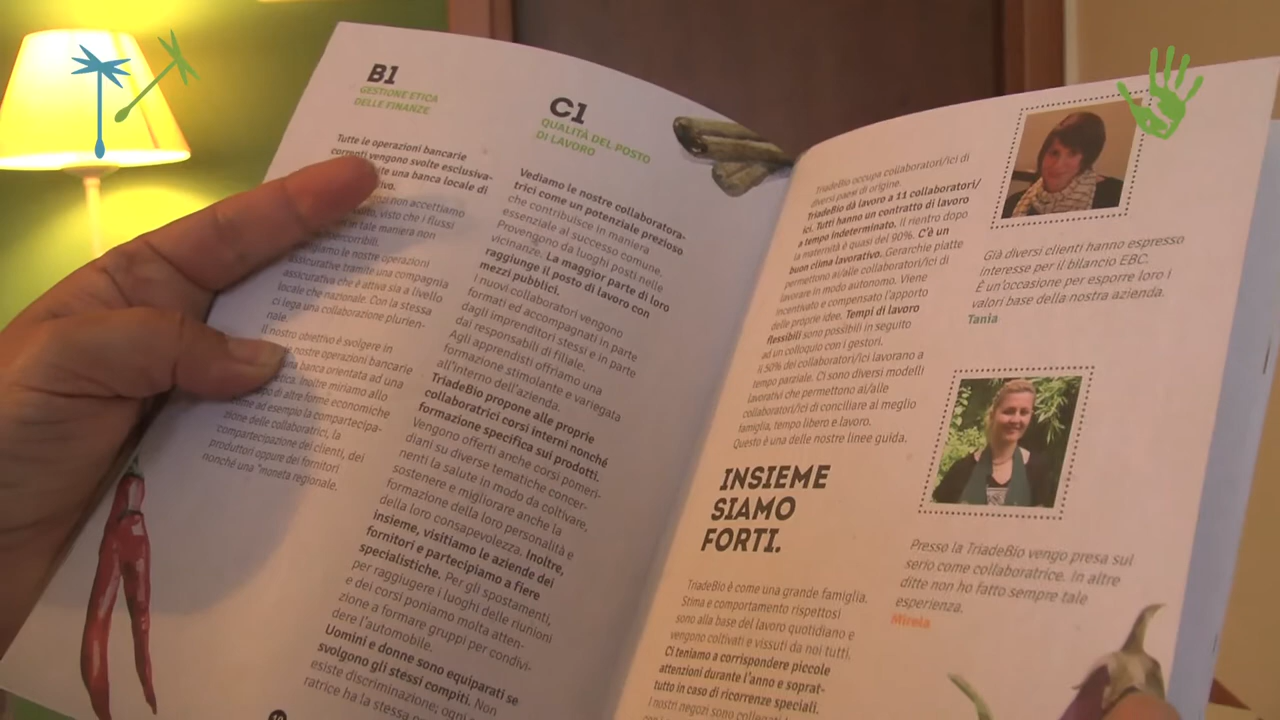 B1
GESTIONE ETICA
DELLE FINANZE
Tutte le operazioni bancarie
correnti vengono svolte esclusiva-
ite una banca locale di
non accettiamo
visto che i flussi
in tale maniera non
le nostre operazioni
assicurative tramite una compagnia
assicurativa che è attiva sia a livello
locale che nazionale. Con la stessa
ci lega una collaborazione plurien-
nale.
Il nostro obiettivo è svolgere in
nostre operazioni bancarie
una banca orientata ad una
etica. Inoltre miriamo allo
di altre forme economiche
ad esempio la compartecipa-
zione delle collaboratrici, la
compartecipazione dei clienti, dei
produttori oppure dei fornitori
nonché una "moneta regionale.
C1
QUALITÀ DEL POSTO
DI LAVORO
Vediamo le nostre collaborato-
trici come un potenziale prezioso
che contribuisce in maniera
essenziale al successo comune.
Provengono da luoghi posti nelle
vicinanze. La maggior parte di loro
raggiunge il posto di lavoro con
mezzi pubblici.
I nuovi collaboratori vengono
formati ed accompagnati in parte
dagli imprenditori stessi e in parte
dai responsabili di filiale.
Agli apprendisti offriamo una
formazione stimolante e variegata
all'interno dell'azienda.
TriadeBio propone alle proprie
collaboratrici corsi interni nonché
formazione specifica sui prodotti.
Vengono offerti anche corsi pomeri-
diani su diverse tematiche concer-
nenti la salute in modo da coltivare,
sostenere e migliorare anche la
formazione della loro personalità e
della loro consapevolezza. Inoltre,
insieme, visitiamo le aziende dei
fornitori e partecipiamo a fiere
specialistiche. Per gli spostamenti,
per raggiugere i luoghi delle riunioni
e dei corsi poniamo molta atten-
zione a formare gruppi per condivi-
dere l'automobile.
Uomini e donne sono equiparati se
svolgono gli stessi compiti. Non
esiste discriminazione; ogni
ratrice ha la stessa
TriadeBio occupa collaboratori/ici di
diversi paesi di origine.
TriadeBio dà lavoro a 11 collaboratori/
ici. Tutti hanno un contratto di lavoro
a tempo indeterminato. Il rientro dopo
la maternità è quasi del 90%. C'è un
buon clima lavorativo. Gerarchie piatte
permettono ai/alle collaboratori/ici di
lavorare in modo autonomo. Viene
incentivato e compensato l'apporto
delle proprie idee. Tempi di lavoro
flessibili sono possibili in seguito
ad un colloquio con i gestori.
Il 50% dei collaboratori/ici lavorano a
tempo parziale. Ci sono diversi modelli
lavorativi che permettono ai/alle
collaboratori/ici di conciliare al meglio
famiglia, tempo libero e lavoro.
Questo è una delle nostre linee guida.
INSIEME
SIAMO
FORTI.
TriadeBio è come una grande famiglia.
Stima e comportamento rispettosi
sono alla base del lavoro quotidiano e
vengono coltivati e vissuti da noi tutti.
Ci teniamo a corrispondere piccole
attenzioni durante l'anno e soprat-
tutto in caso di ricorrenze speciali.
I nostri negozi sono collegati
Già diversi clienti hanno espresso
interesse per il bilancio EBC.
È un'occasione per esporre loro i
valori base della nostra azienda.
Tania
Presso la TriadeBio vengo presa sul
serio come collaboratrice. In altre
ditte non ho fatto sempre tale
esperienza.
Mirela